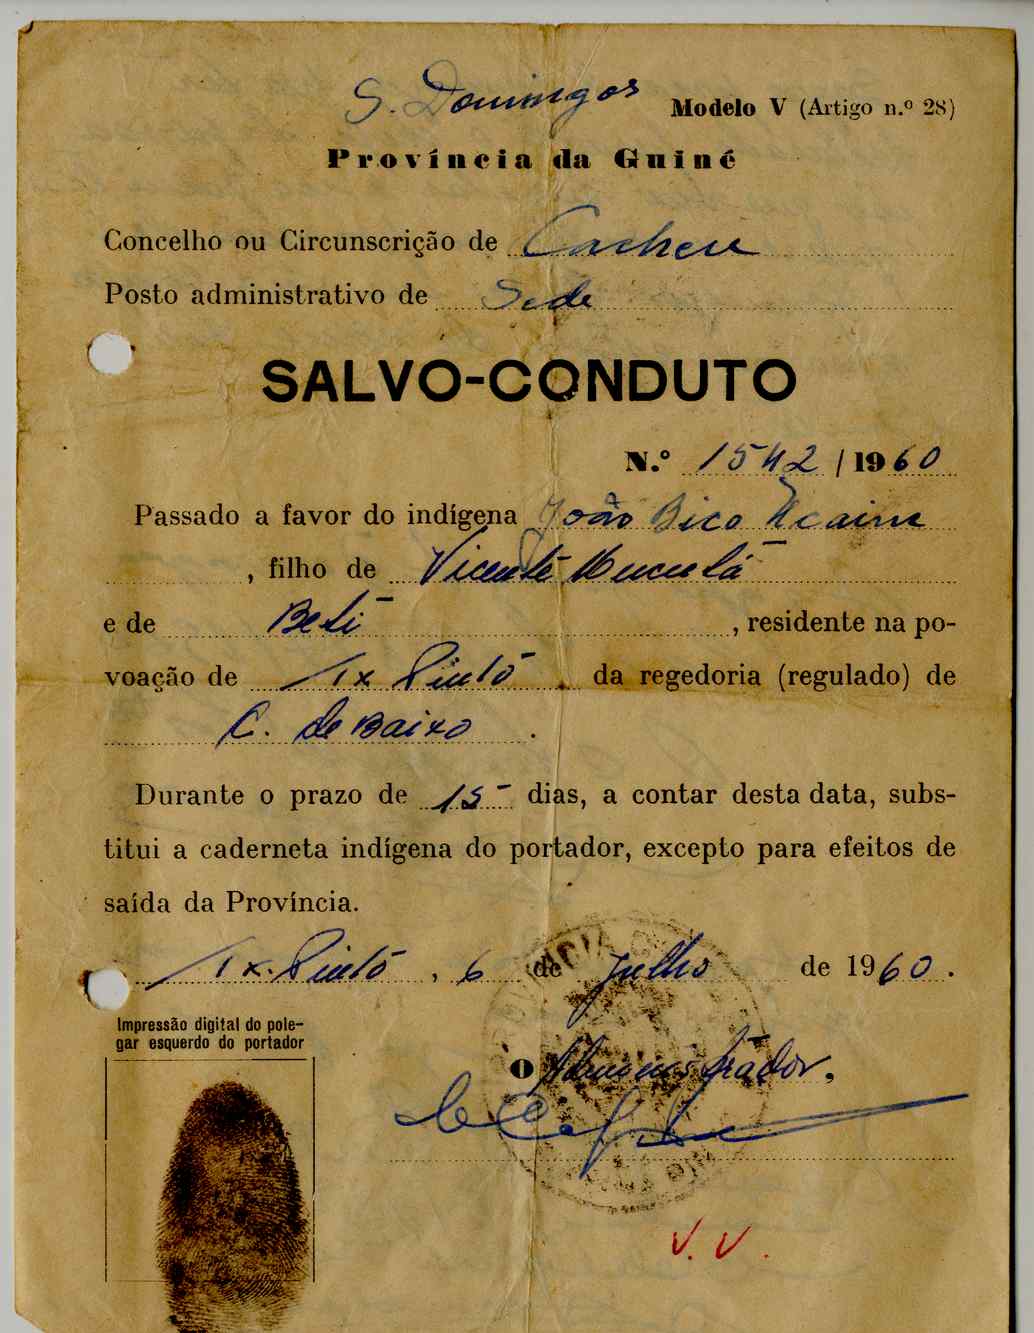 S. Domingos
Modelo V (Artigo n.º 28)
Província da Guiné
Concelho ou Circunscrição de Cacheu
Posto administrativo de Sede
SALVO-CONDUTO
N.º 1542/1960
Passado a favor do indígena João Bico
, filho de Vicente
e de Beti , residente na po-
voação de Tx Pintó da regedoria (regulado) de
C. de Baixo .
Durante o prazo de 15 dias, a contar desta data, subs-
titui a caderneta indígena do portador, excepto para efeitos de
saída da Província.
Tx. Pintó , 6 de Julho de 1960.
Impressão digital do pole-
gar esquerdo do portador
O Administrador,
V. V.